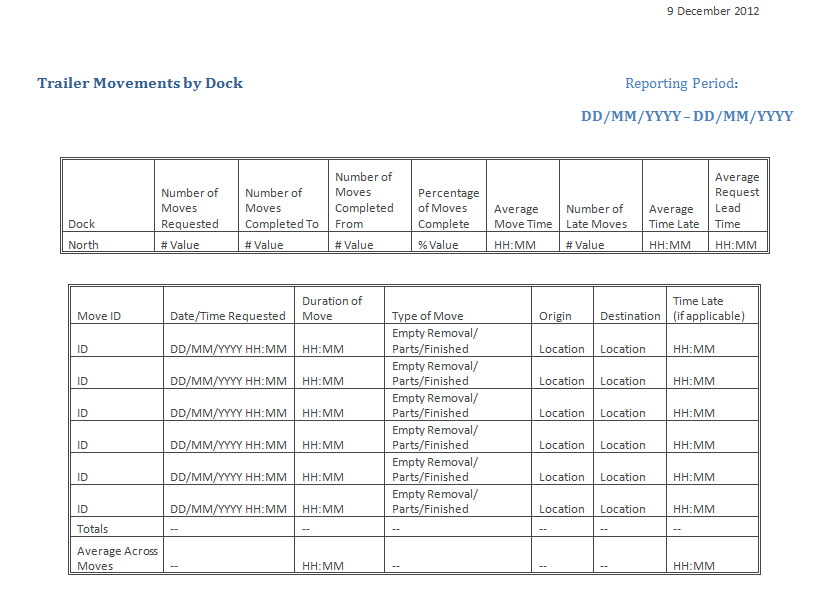 9 December 2012
Trailer Movements by Dock
Reporting Period:
DD/MM/YYYY – DD/MM/YYYY
Dock
Number of
Moves
Requested
Number of
Moves
Completed To
Number of
Moves
Completed
From
Percentage
of Moves
Complete
Average
Move Time
Number of
Late Moves
Average
Time Late
Average
Request
Lead
Time
North # Value # Value # Value % Value HH:MM # Value HH:MM HH:MM
Move ID
Date/Time Requested
Duration of
Move
Type of Move
Origin
Destination
Time Late
(if applicable)
Empty Removal/
ID DD/MM/YYYY HH:MM HH:MM Parts/Finished Location Location HH:MM
Empty Removal/
ID DD/MM/YYYY HH:MM HH:MM Parts/Finished Location Location HH:MM
Empty Removal/
ID DD/MM/YYYY HH:MM HH:MM Parts/Finished Location Location HH:MM
Empty Removal/
ID DD/MM/YYYY HH:MM HH:MM Parts/Finished Location Location HH:MM
Empty Removal/
ID DD/MM/YYYY HH:MM HH:MM Parts/Finished Location Location HH:MM
Empty Removal/
ID DD/MM/YYYY HH:MM HH:MM Parts/Finished Location Location HH:MM
Totals -- -- -- -- -- --
Average Across
Moves -- HH:MM -- -- -- HH:MM